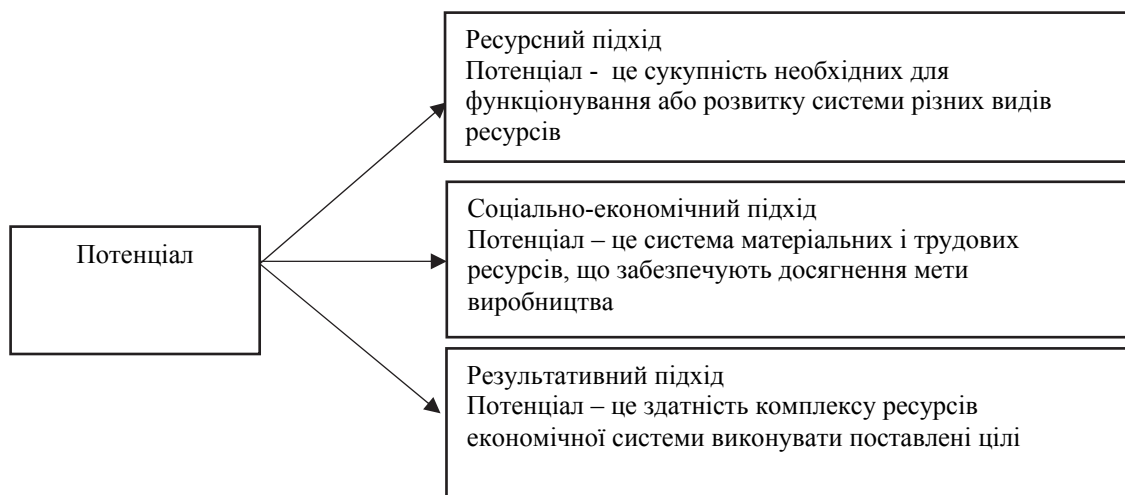 Ресурсний підхід
Потенціал - це сукупність необхідних для
функціонування або розвитку системи різних видів
ресурсів
Потенціал
Соціально-економічний підхід
Потенціал – це система матеріальних і трудових
ресурсів, що забезпечують досягнення мети
виробництва
Результативний підхід
Потенціал – це здатність комплексу ресурсів
економічної системи виконувати поставлені цілі